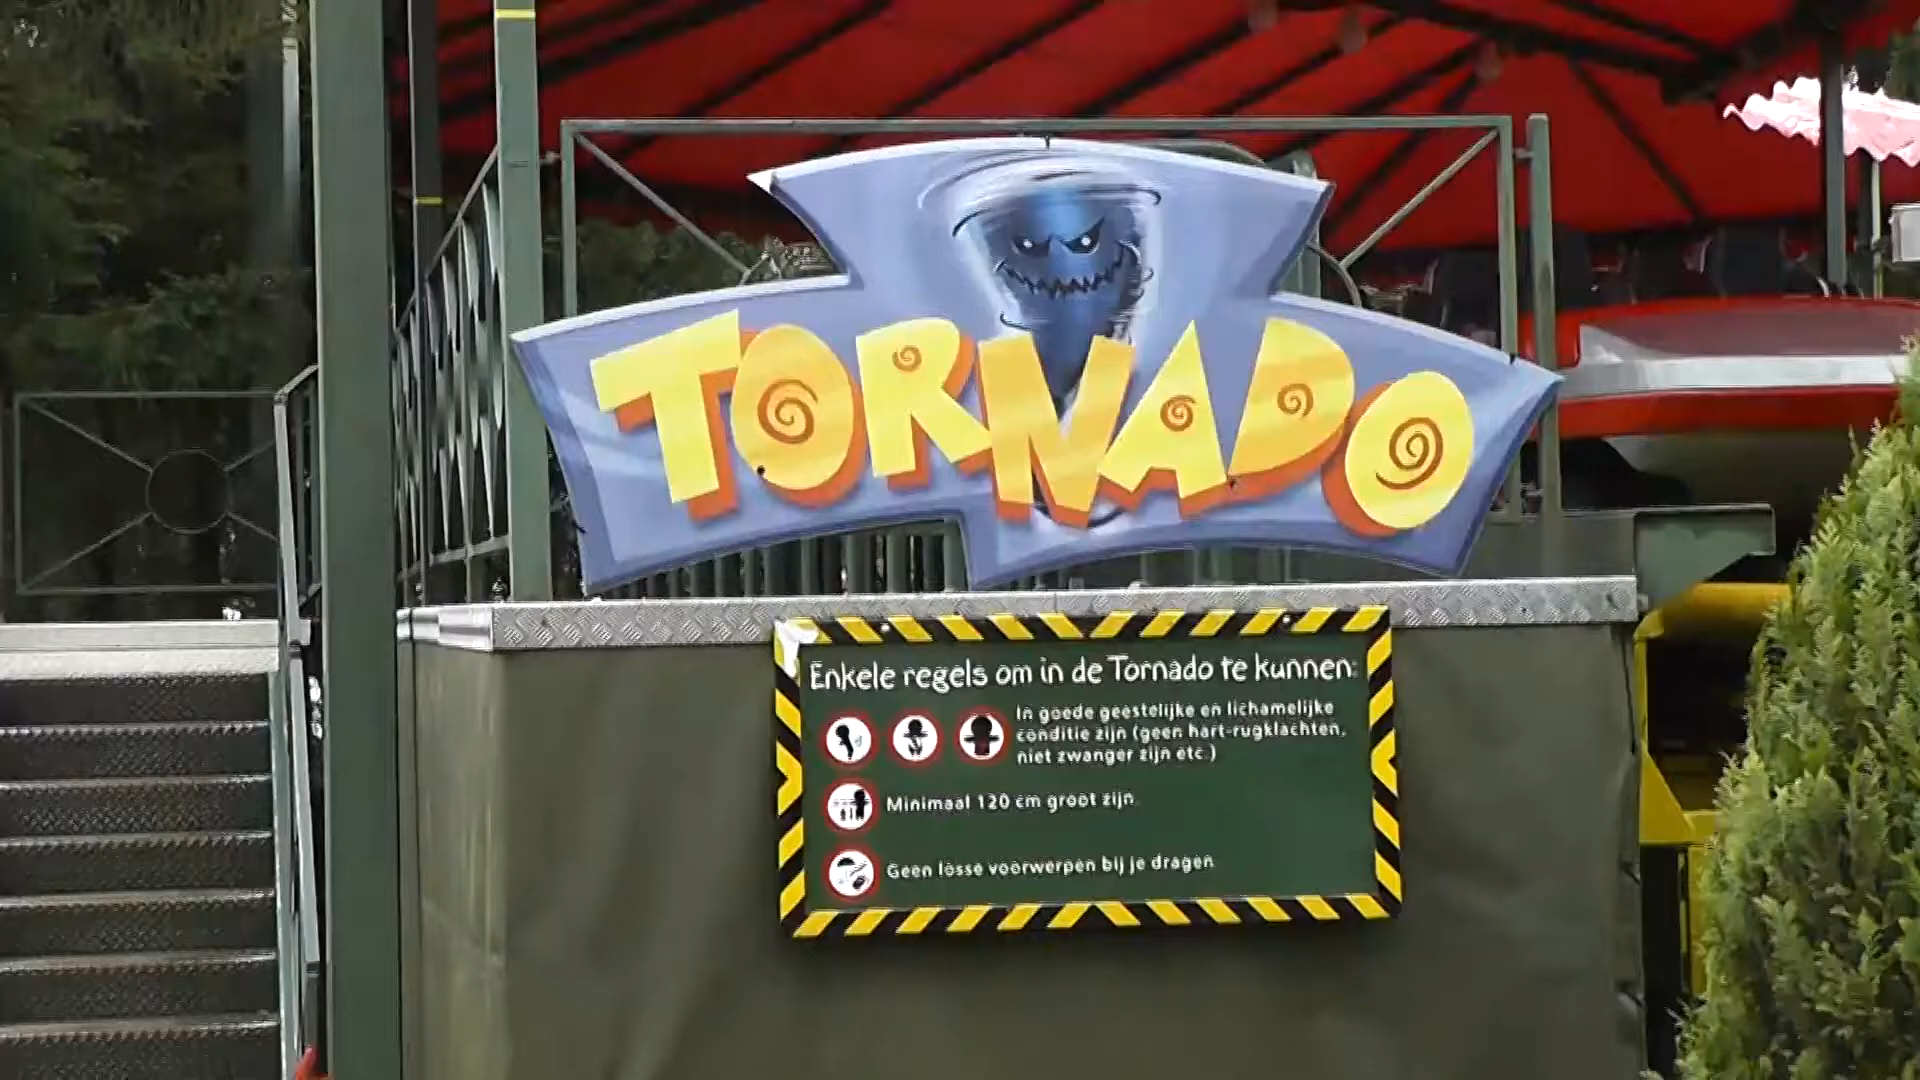 TORNADO
Enkele regels om in de Tornado te kunnen:
In goede geestelijke en lichamelijke
conditie zijn (geen hart-rugklachten,
niet zwanger zijn etc.)
Minimaal 120 cm groot zijn.
Geen losse voorwerpen bij je dragen